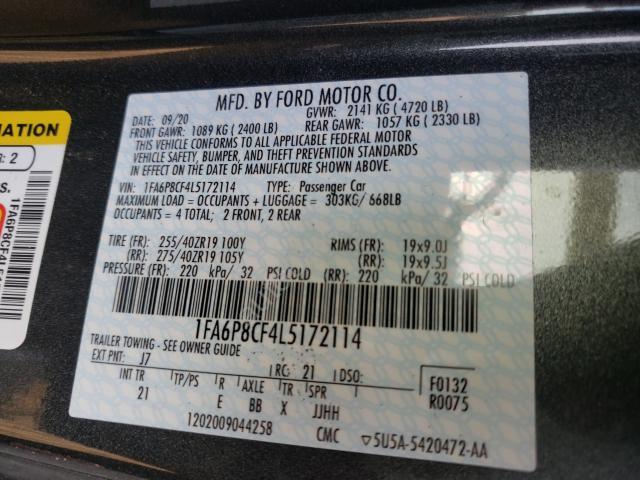 MFD. BY FORD MOTOR CO.
09/20 GVWR: 2141 KG ( 4720 LB)
FRONT GAWR: 1089 KG ( 2400 LB) REAR GAWR: 1057 KG ( 2330 LB)
THIS VEHICLE CONFORMS TO ALL APPLICABLE FEDERAL MOTOR
VEHICLE SAFETY, BUMPER, AND THEFT PREVENTION STANDARDS
IN EFFECT ON THE DATE OF MANUFACTURE SHOWN ABOVE.
VIN: 1FA6P8CF4L5172114 TYPE: Passenger Car
MAXIMUM LOAD = OCCUPANTS + LUGGAGE = 303KG/ 668LB
OCCUPANTS = 4 TOTAL; 2 FRONT, 2 REAR
TIRE (FR): 255/40ZR19 100Y RIMS (FR): 19x9.0J
(RR): 275/40ZR19 105Y (RR): 19x9.5J
PRESSURE (FR) : 220 kPa/ 32 PSI COLD (RR): 220 kPa/ 32 PSI COLD
1FA6P8CF4L5172114
TRAILER TOWING - SEE OWNER GUIDE
EXT PNT: J7 RC: 21 DSO:
INT TR TP/PS R AXLE TR SPR F0132
21 E BB X JJHH R0075
1202009044258 CMC ▽5U5A-5420472-AA
MATION
R: 2
S.